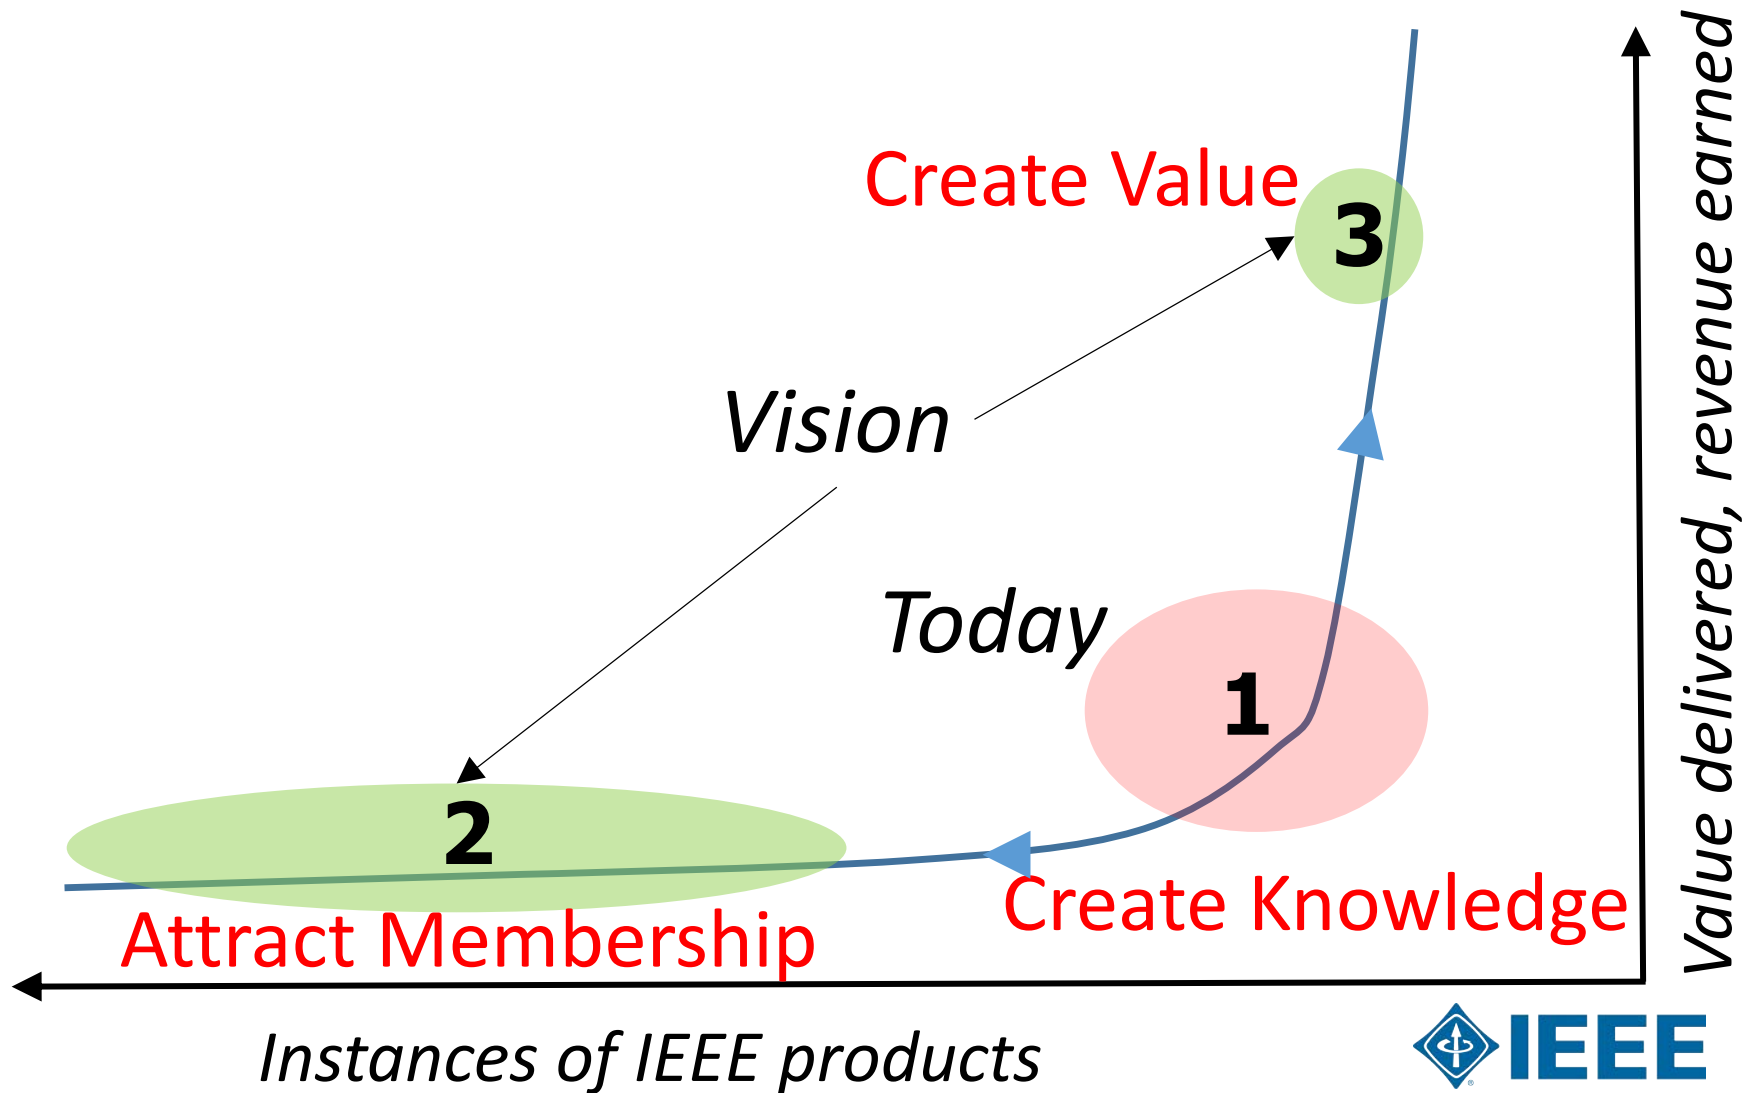 Create Value
3
Vision
Today
1
2
Create Knowledge
Attract Membership
Instances of IEEE products
Value delivered, revenue earned
IEEE
®